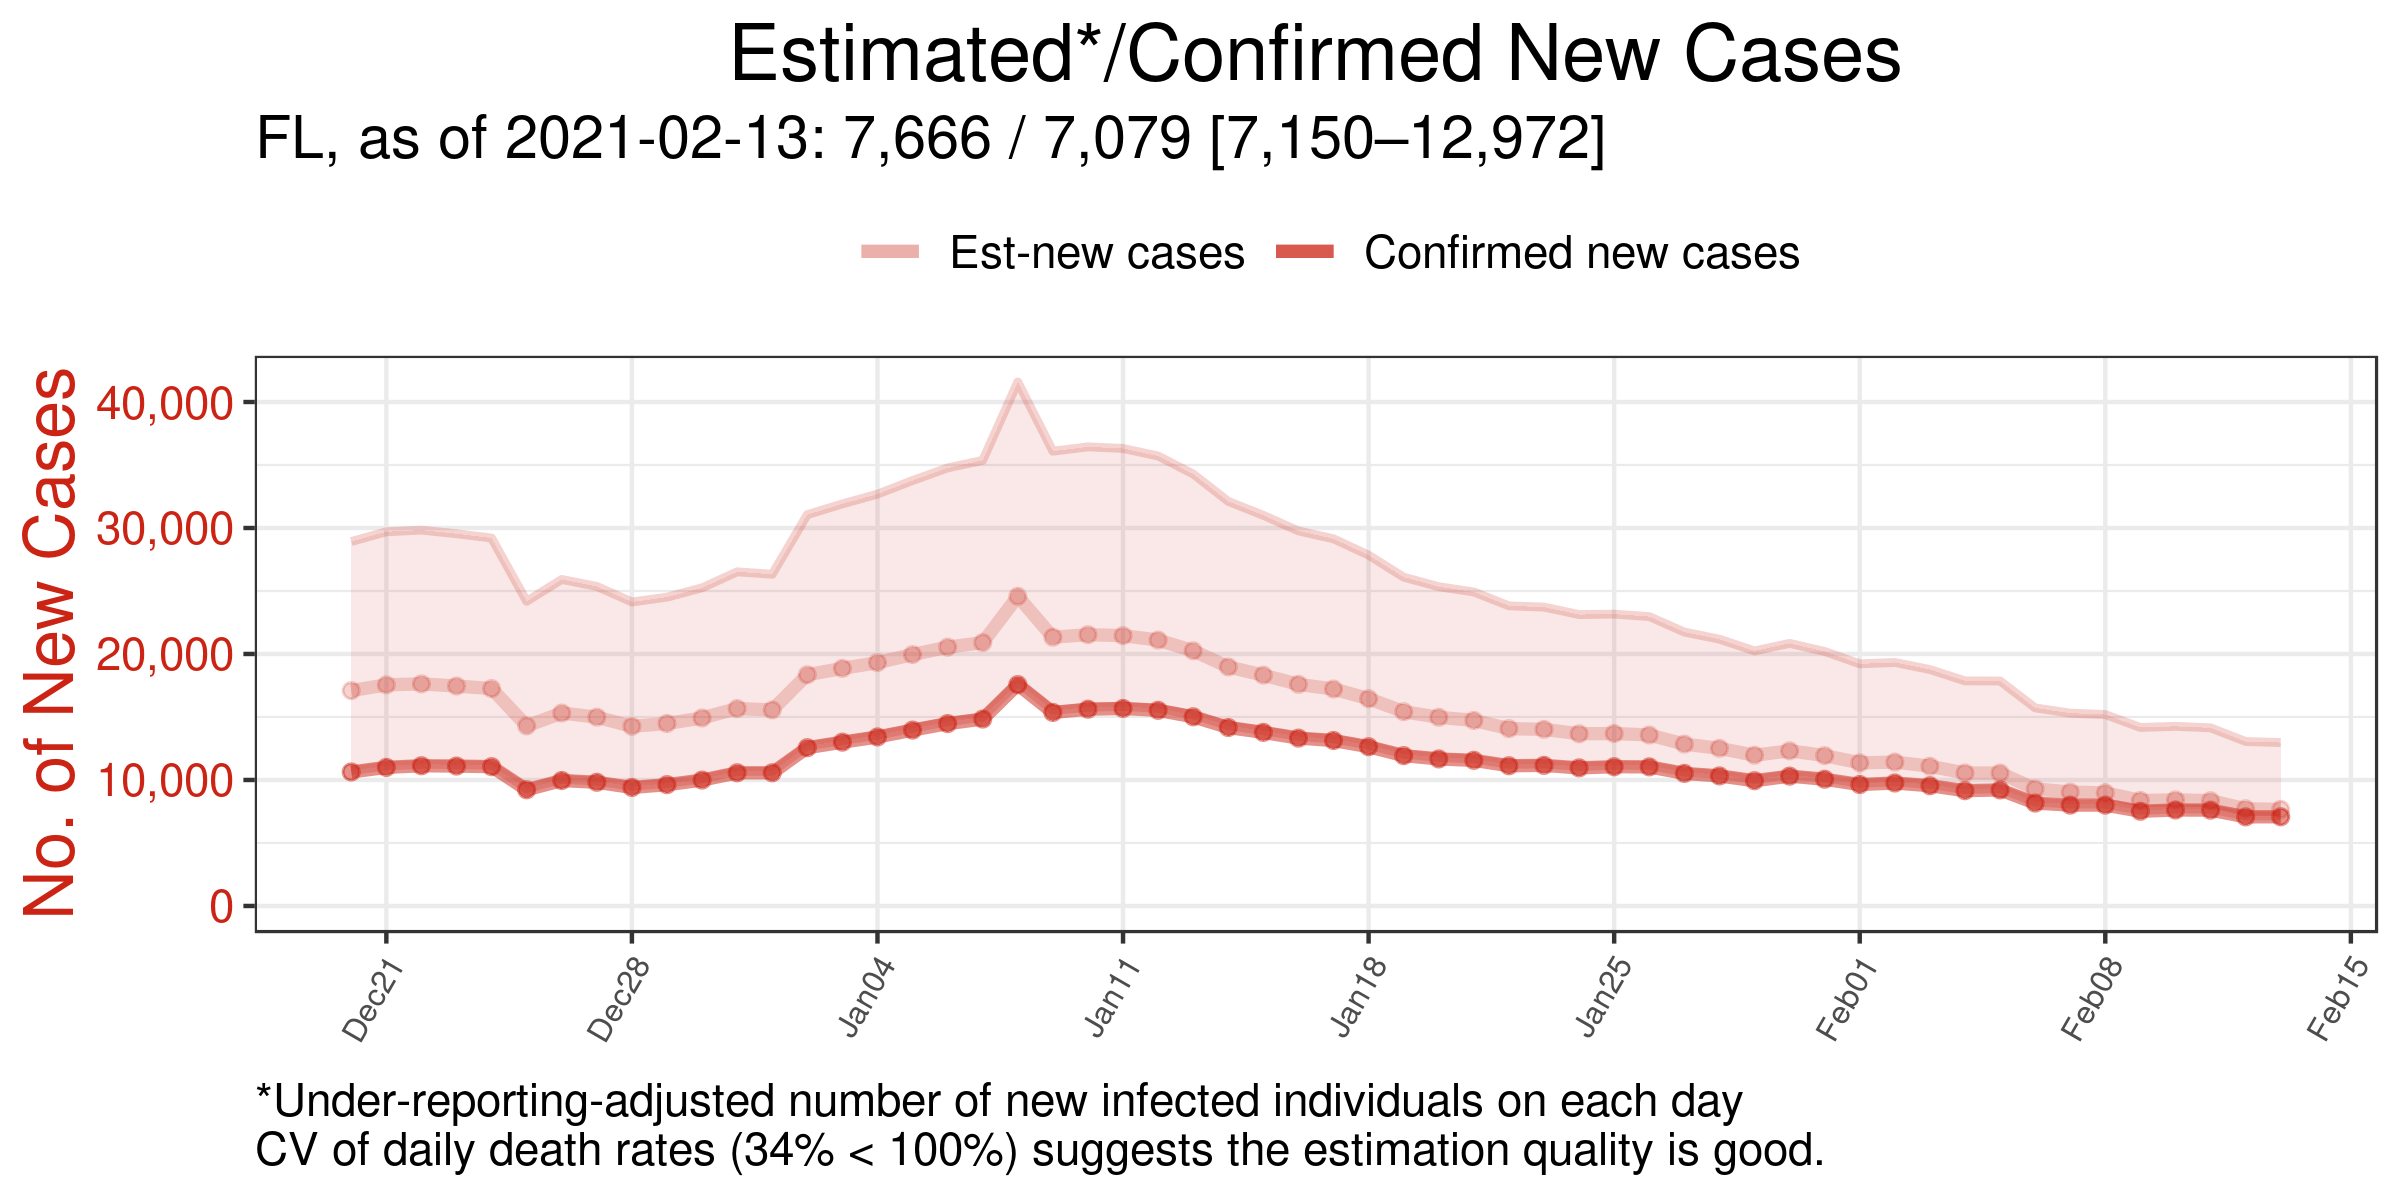 Estimated*/Confirmed New Cases
FL, as of 2021-02-13: 7,666 / 7,079 [7,150–12,972]
Est-new cases
Confirmed new cases
No. of New Cases
40,000
30,000
20,000
10,000
0
Dec21
Dec28
Jan04
Jan11
Jan18
Jan25
Feb01
Feb08
Feb15
*Under-reporting-adjusted number of new infected individuals on each day
CV of daily death rates (34% < 100%) suggests the estimation quality is good.